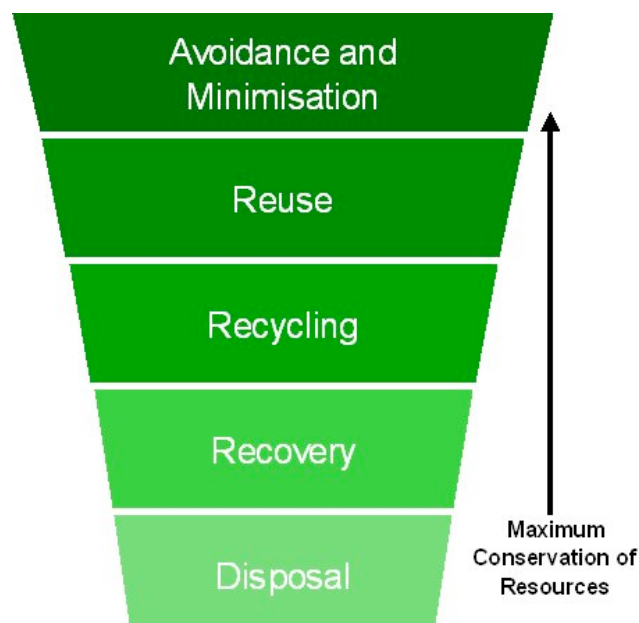 Avoidance and
Minimisation
Reuse
Recycling
Recovery
Disposal
Maximum
Conservation of
Resources